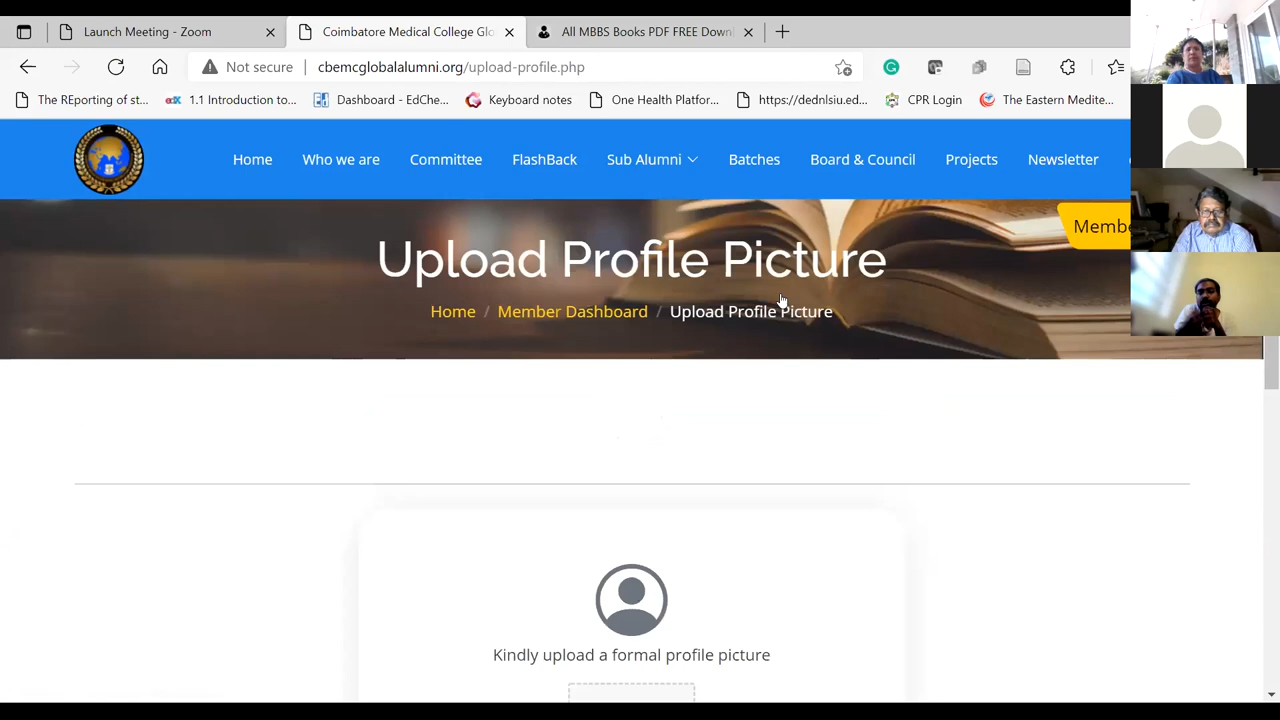 Launch Meeting - Zoom
Coimbatore Medical College Glo
All MBBS Books PDF FREE Down
Not secure
cbemcglobalalumni.org/upload-profile.php
The REporting of st...
1.1 Introduction to...
Dashboard - EdChe...
Keyboard notes
One Health Platfor...
https://dednlsiu.ed...
CPR Login
The Eastern Medite...
Home
Who we are
Committee
FlashBack
Sub Alumni
Batches
Board & Council
Projects
Newsletter
Membe
Upload Profile Picture
Home / Member Dashboard / Upload Profile Picture
Kindly upload a formal profile picture